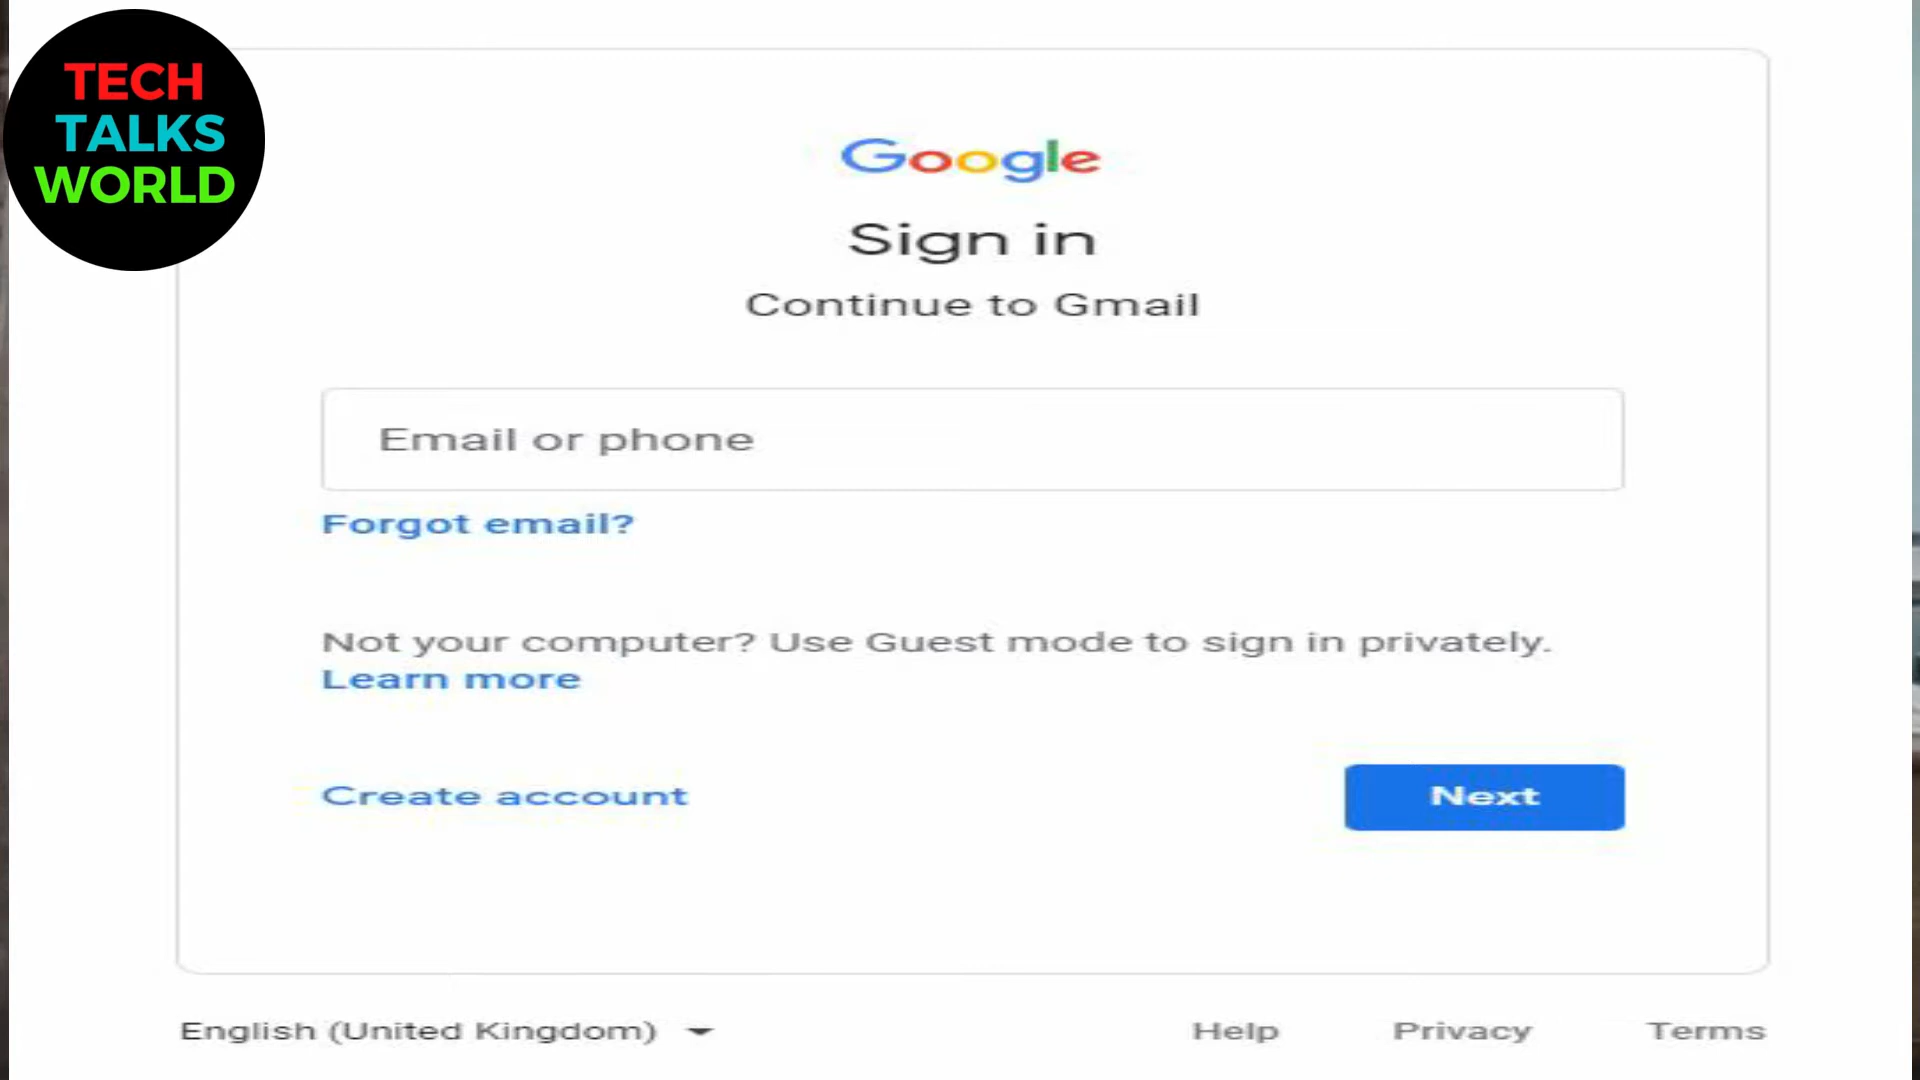 TECH
TALKS
WORLD
Google
Sign in
Continue to Gmail
Email or phone
Forgot email?
Not your computer? Use Guest mode to sign in privately.
Learn more
Create account
Next
English (United Kingdom)
Help Privacy Terms